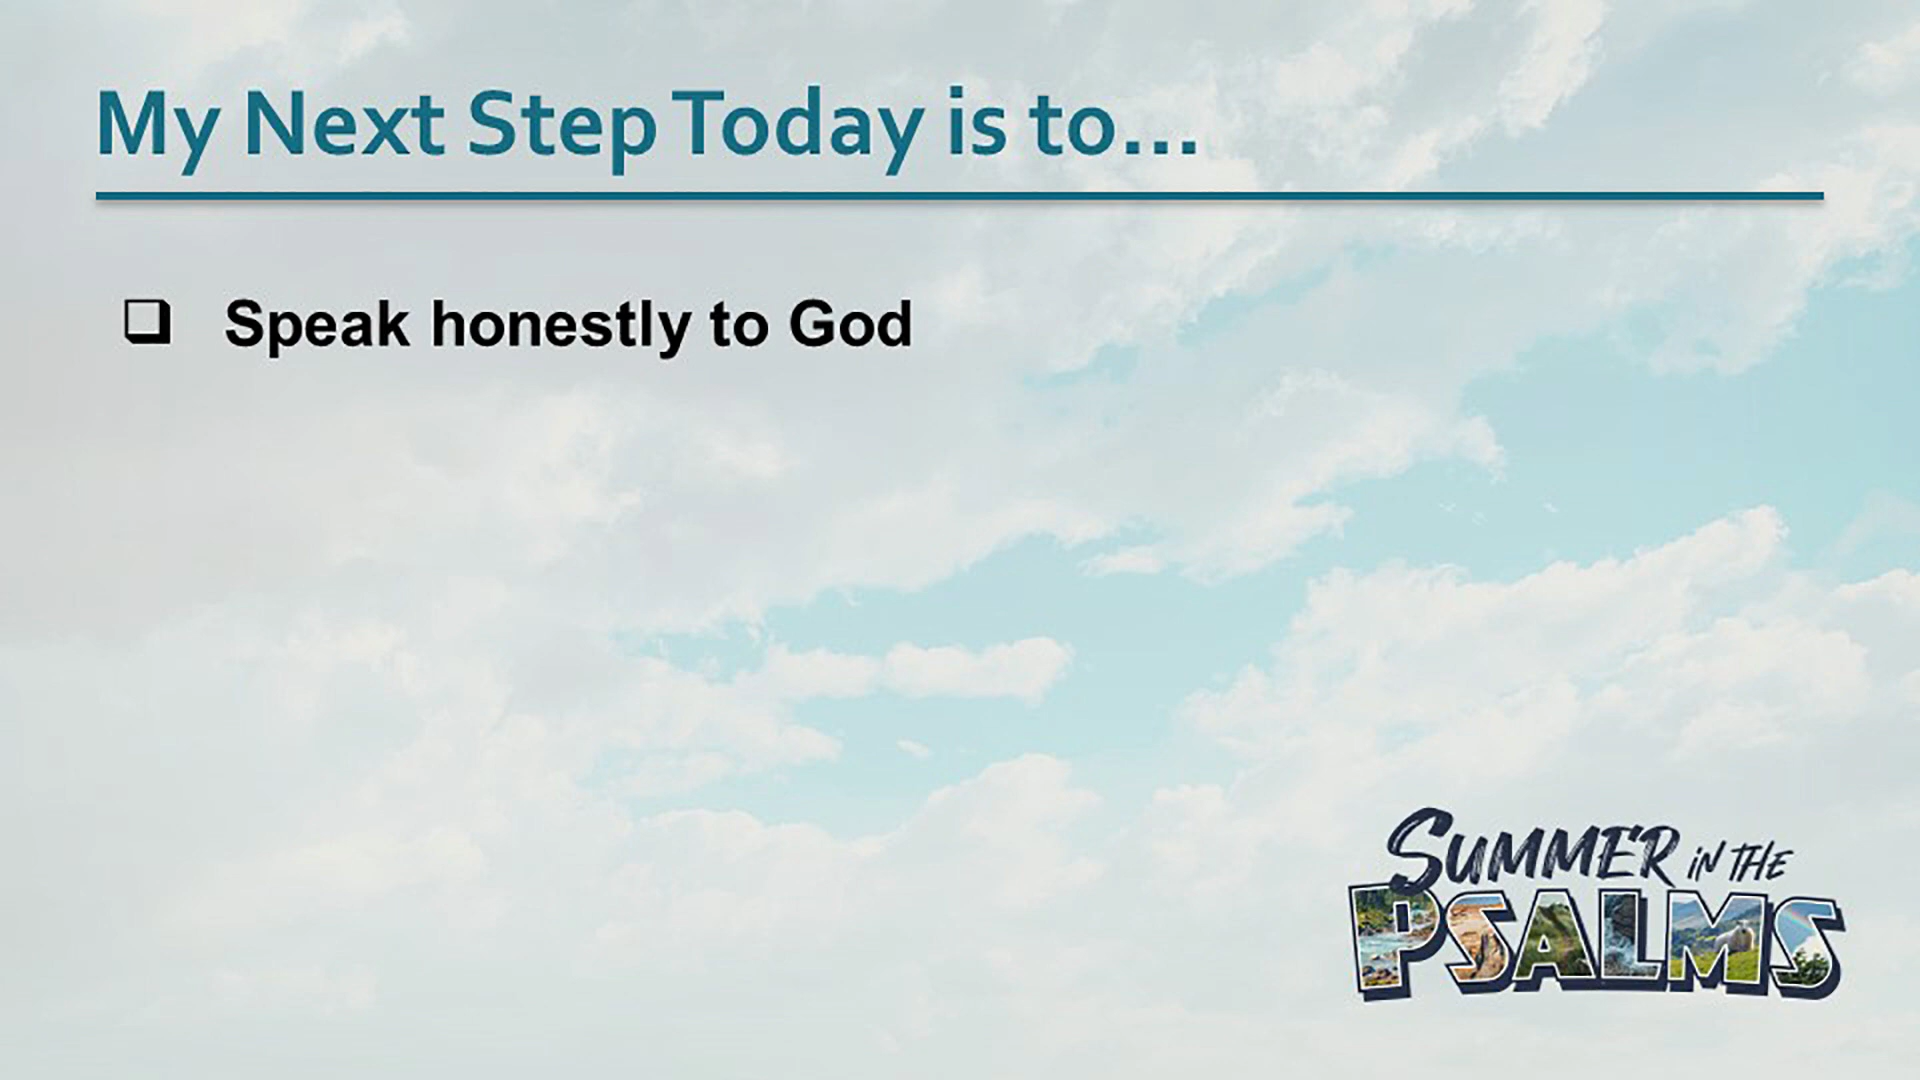 My Next Step Today is to...
❑ Speak honestly to God
SUMMER IN THE
PSALMS